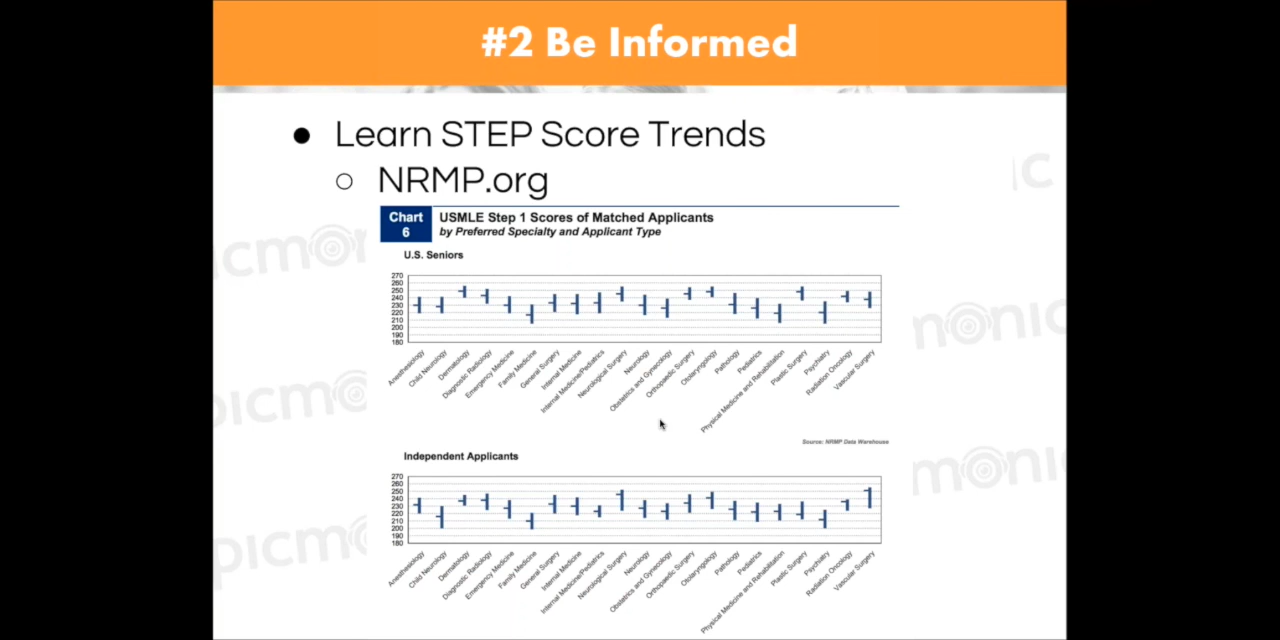 #2 Be Informed
● Learn STEP Score Trends
○ NRMP.org
Chart 6
USMLE Step 1 Scores of Matched Applicants
by Preferred Specialty and Applicant Type
U.S. Seniors
270
260
250
240
230
220
210
200
190
180
Anesthesiology
Child Neurology
Dermatology
Diagnostic Radiology
Emergency Medicine
Family Medicine
General Surgery
Internal Medicine
Internal Medicine/Pediatrics
Neurological Surgery
Neurology
Obstetrics and Gynecology
Orthopaedic Surgery
Otolaryngology
Pathology
Pediatrics
Physical Medicine and Rehabilitation
Plastic Surgery
Psychiatry
Radiation Oncology
Vascular Surgery
Source: NRMP Data Warehouse
Independent Applicants
270
260
250
240
230
220
210
200
190
180
Anesthesiology
Child Neurology
Dermatology
Diagnostic Radiology
Emergency Medicine
Family Medicine
General Surgery
Internal Medicine
Internal Medicine/Pediatrics
Neurological Surgery
Neurology
Obstetrics and Gynecology
Orthopaedic Surgery
Otolaryngology
Pathology
Pediatrics
Physical Medicine and Rehabilitation
Plastic Surgery
Psychiatry
Radiation Oncology
Vascular Surgery